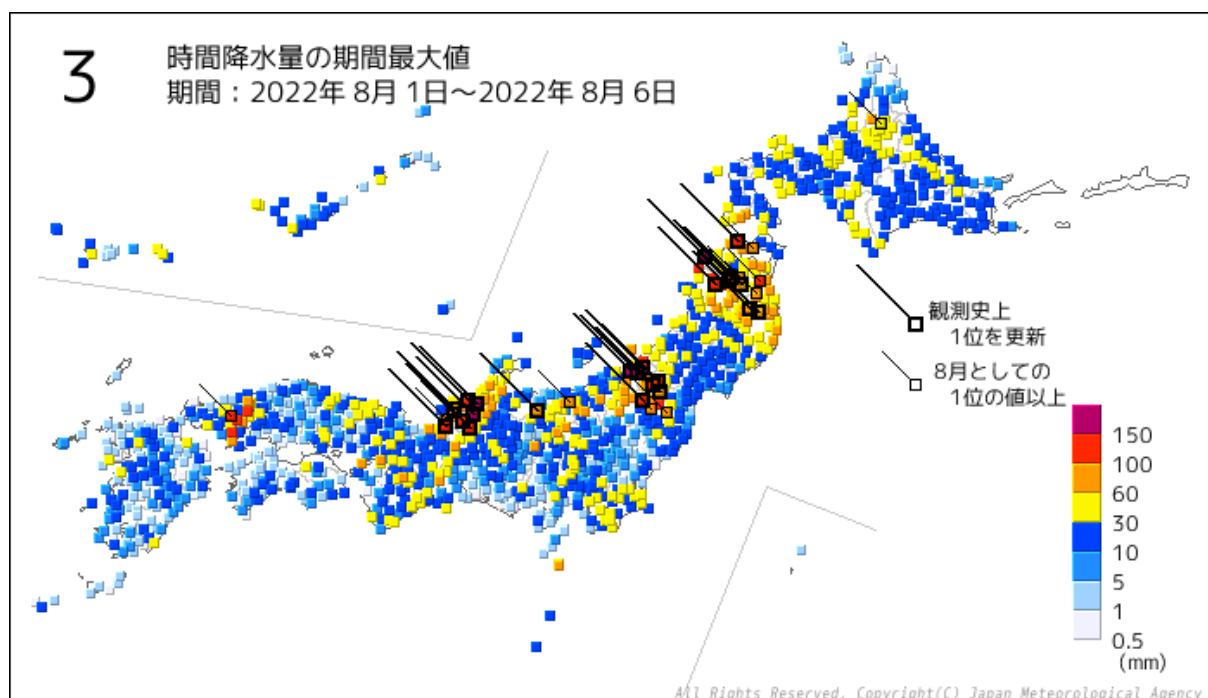 3
時間降水量の期間最大値
期間：2022年 8月 1日～2022年 8月 6日
観測史上
1位を更新
8月としての
1位の値以上
150
100
60
30
10
5
1
0.5
(mm)
All Rights Reserved. Copyright(C) Japan Meteorological Agency